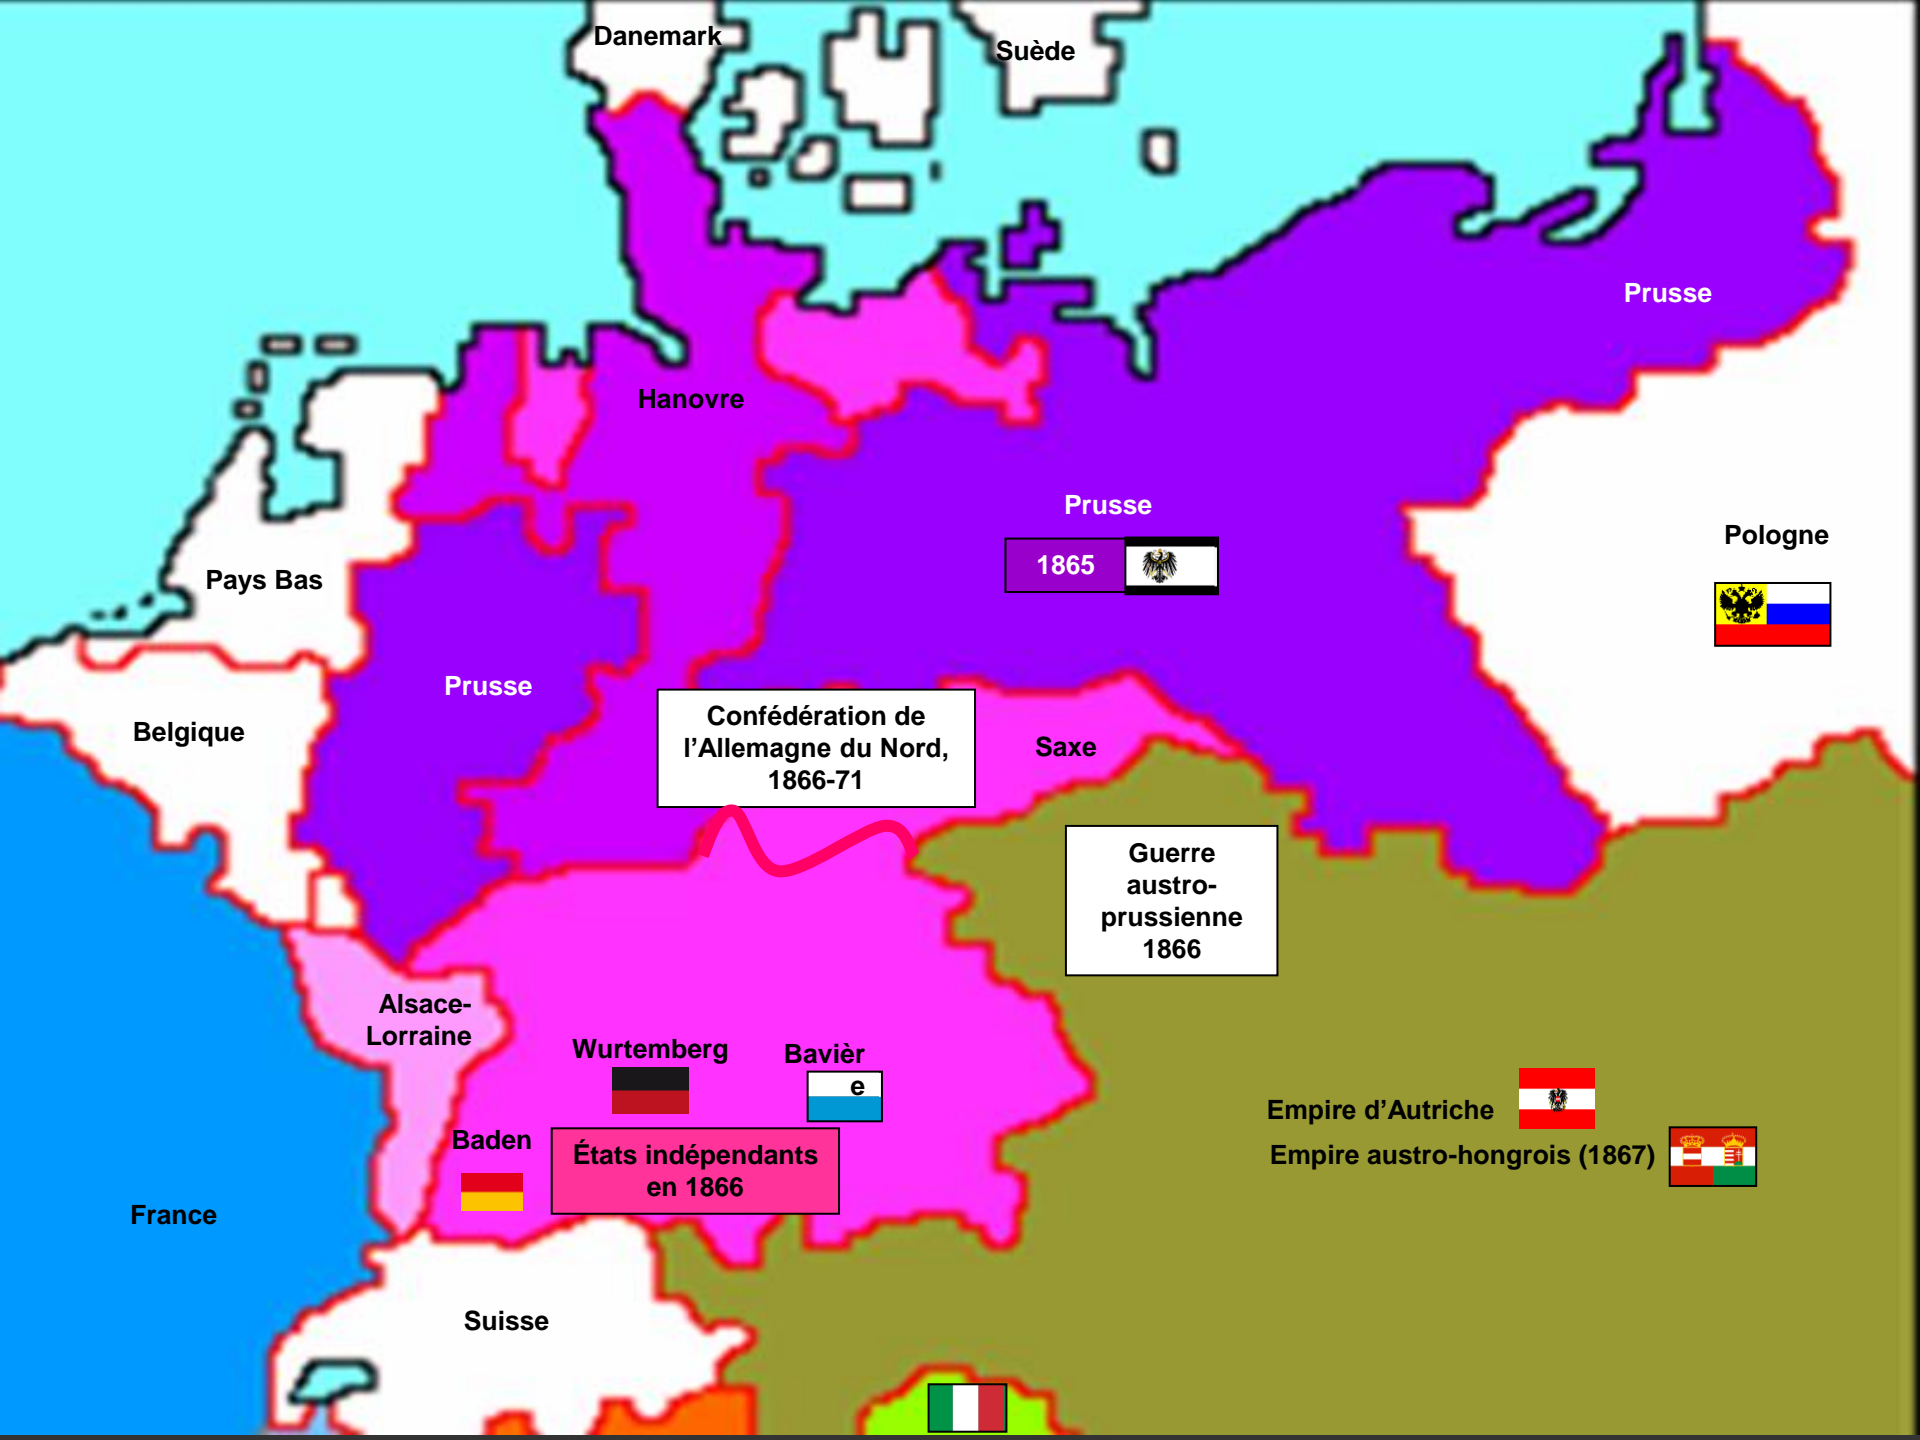 Danemark
Suède
Prusse
Hanovre
Prusse
1865
Pologne
Pays Bas
Prusse
Belgique
Confédération de
l’Allemagne du Nord,
1866-71
Saxe
Guerre
austro-
prussienne
1866
Alsace-
Lorraine
Wurtemberg
Bavièr
e
Baden
États indépendants
en 1866
Empire d’Autriche
Empire austro-hongrois (1867)
France
Suisse